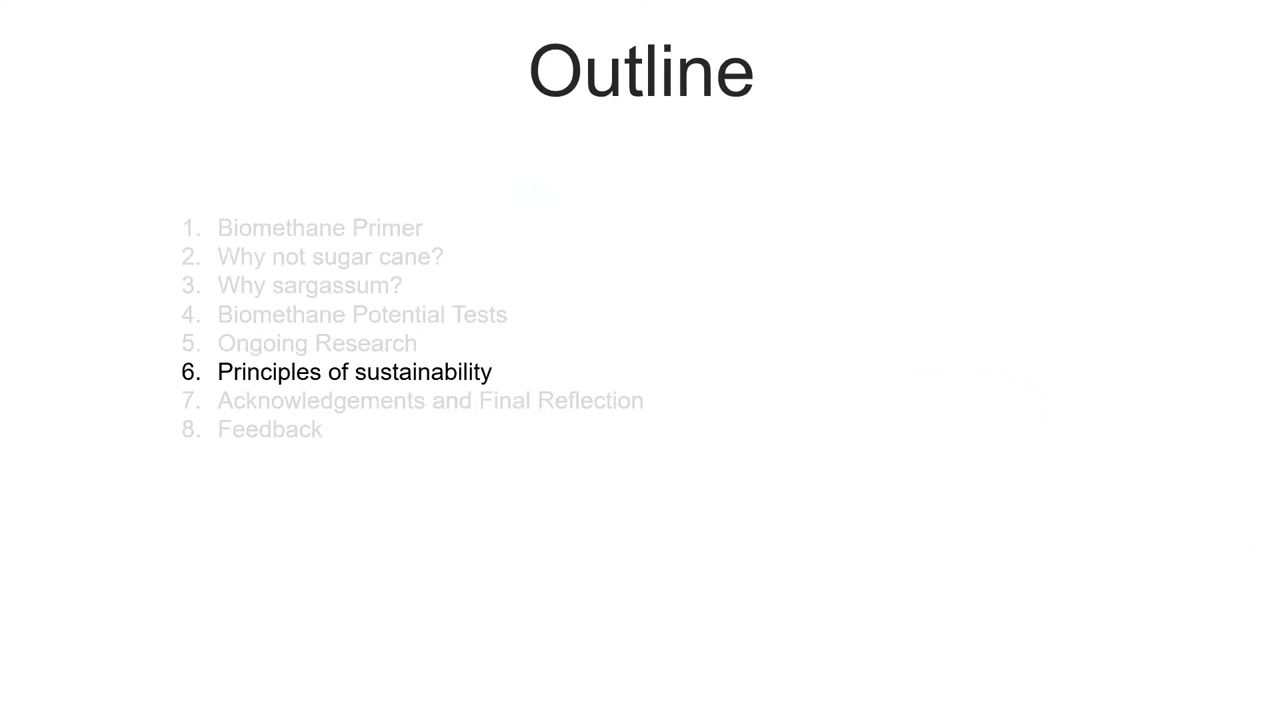 Outline
1. Biomethane Primer
2. Why not sugar cane?
3. Why sargassum?
4. Biomethane Potential Tests
5. Ongoing Research
6. Principles of sustainability
7. Acknowledgements and Final Reflection
8. Feedback